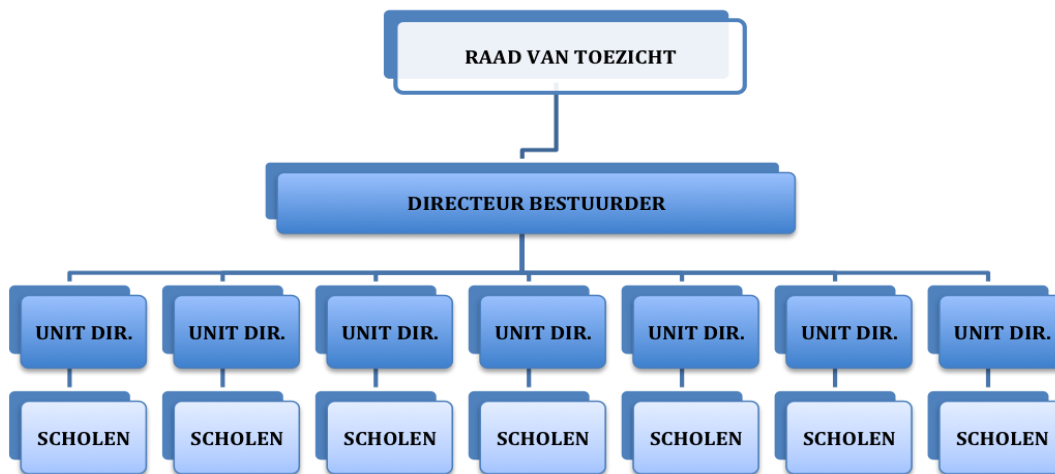 RAAD VAN TOEZICHT
DIRECTEUR BESTUURDER
UNIT DIR. UNIT DIR. UNIT DIR. UNIT DIR. UNIT DIR. UNIT DIR. UNIT DIR.
SCHOLEN SCHOLEN SCHOLEN SCHOLEN SCHOLEN SCHOLEN SCHOLEN